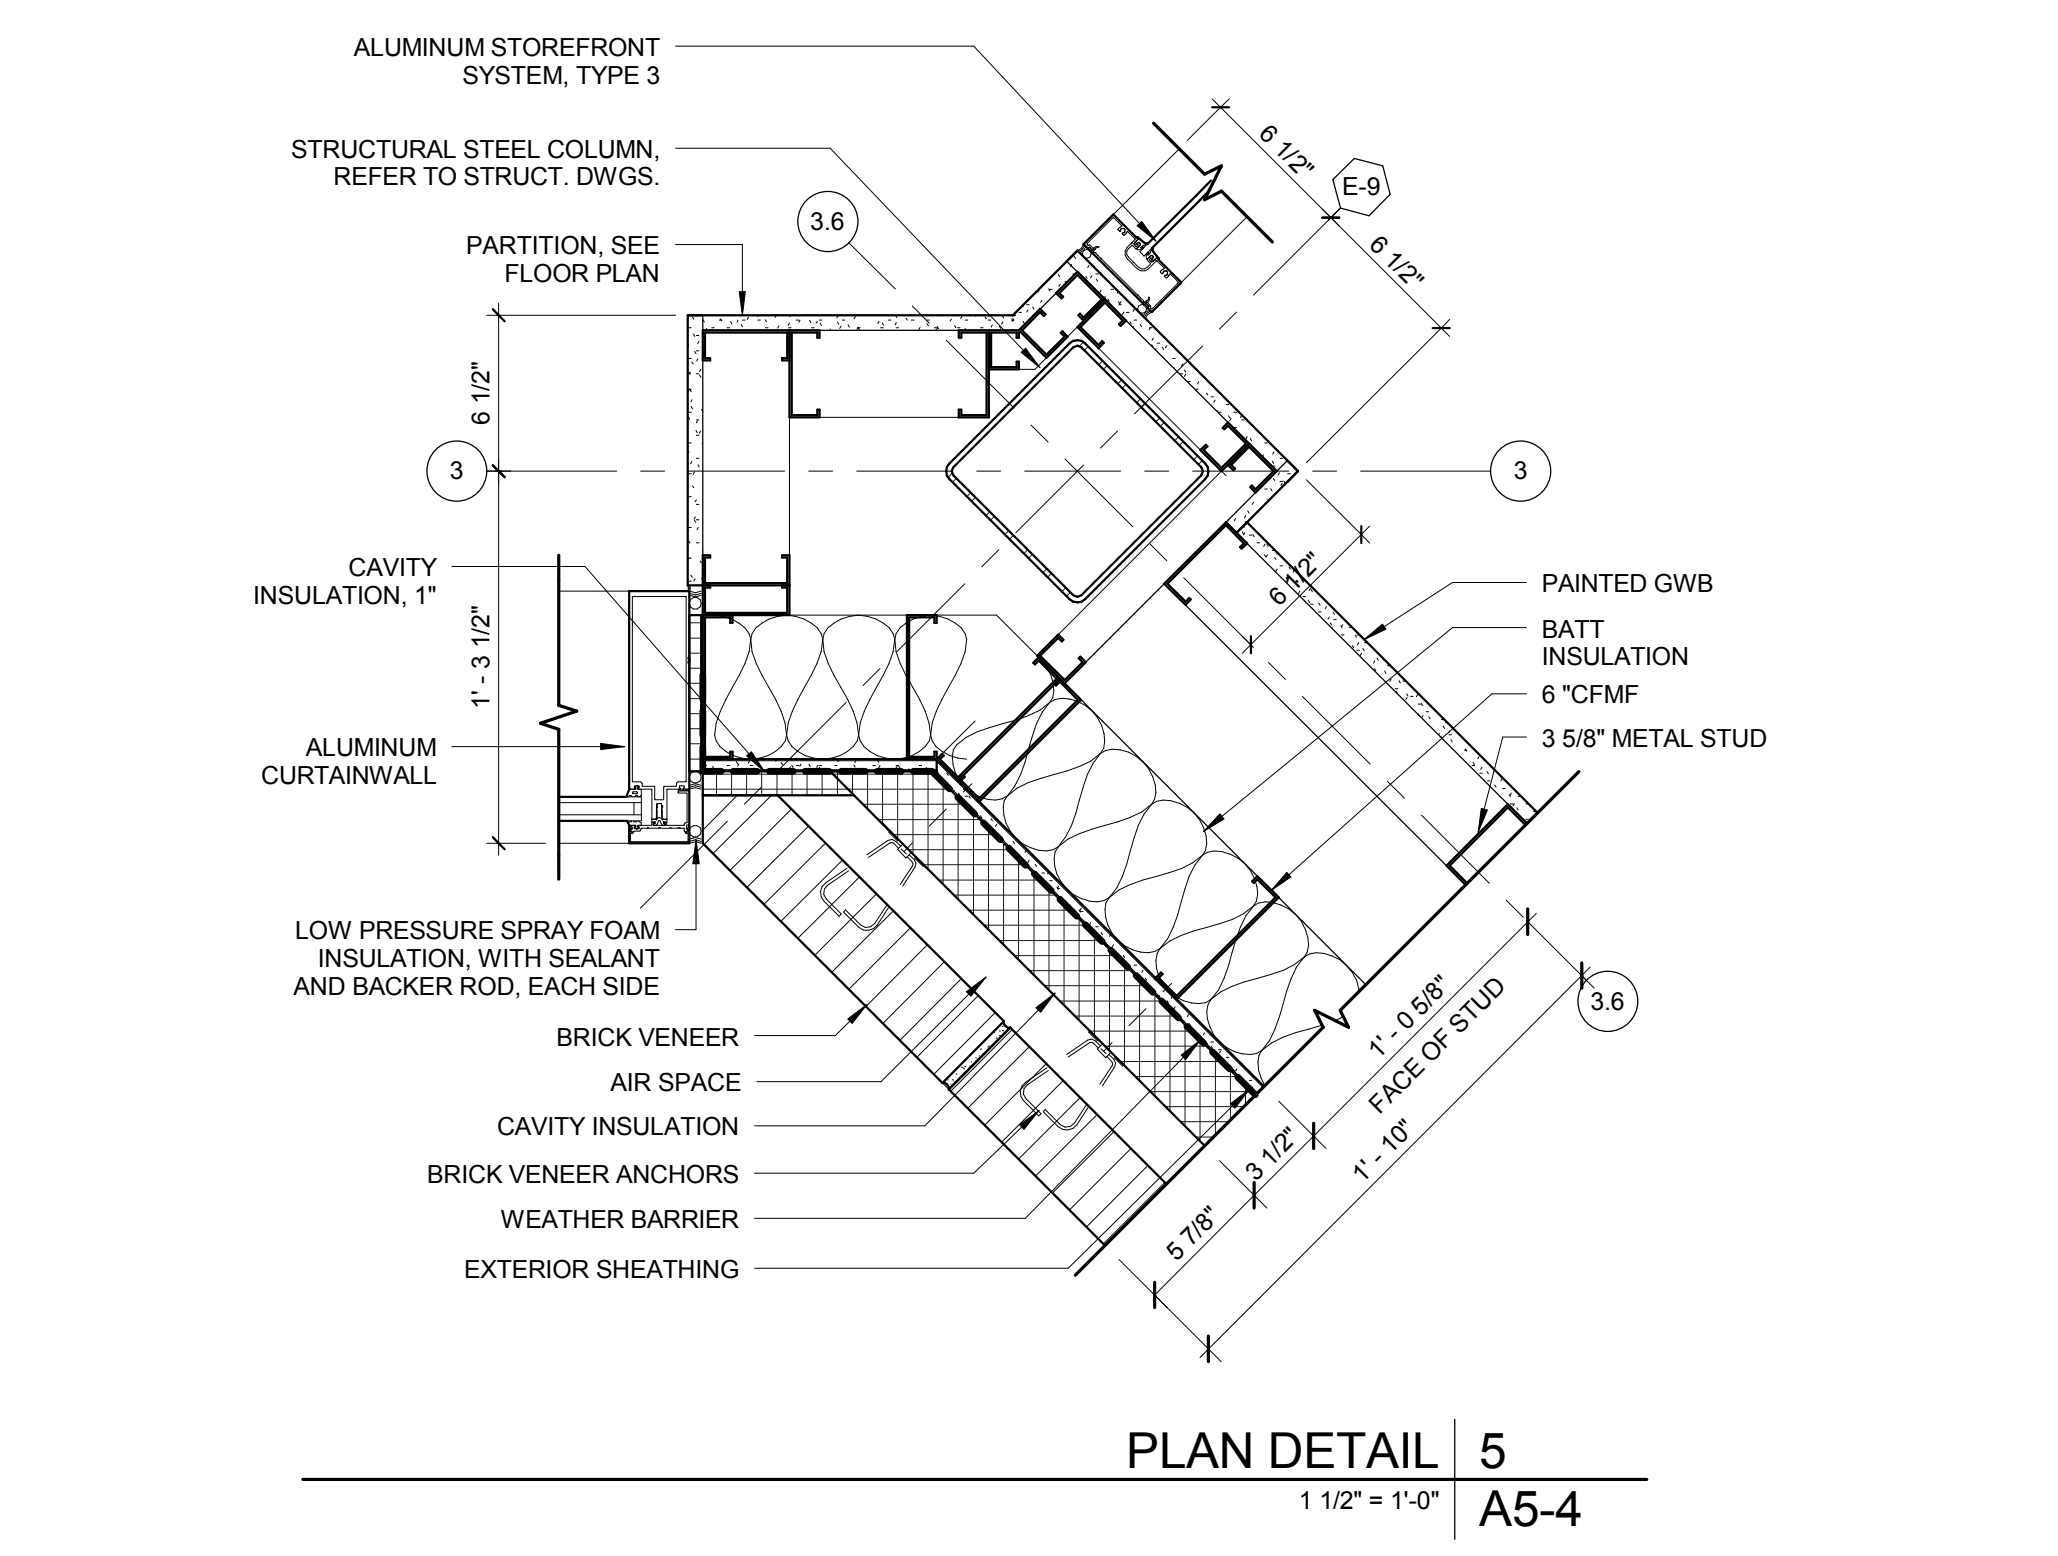 ALUMINUM STOREFRONT
SYSTEM, TYPE 3
STRUCTURAL STEEL COLUMN,
REFER TO STRUCT. DWGS.
PARTITION, SEE
FLOOR PLAN
3.6
6 1/2"
E-9
6 1/2"
6 1/2"
3
3
CAVITY
INSULATION, 1"
1' - 3 1/2"
6 1/2"
PAINTED GWB
BATT
INSULATION
6 "CFMF
3 5/8" METAL STUD
ALUMINUM
CURTAINWALL
LOW PRESSURE SPRAY FOAM
INSULATION, WITH SEALANT
AND BACKER ROD, EACH SIDE
BRICK VENEER
AIR SPACE
CAVITY INSULATION
BRICK VENEER ANCHORS
WEATHER BARRIER
EXTERIOR SHEATHING
3.6
1' - 0 5/8"
FACE OF STUD
1' - 10"
3 1/2"
5 7/8"
PLAN DETAIL
5
1 1/2" = 1'-0"
A5-4